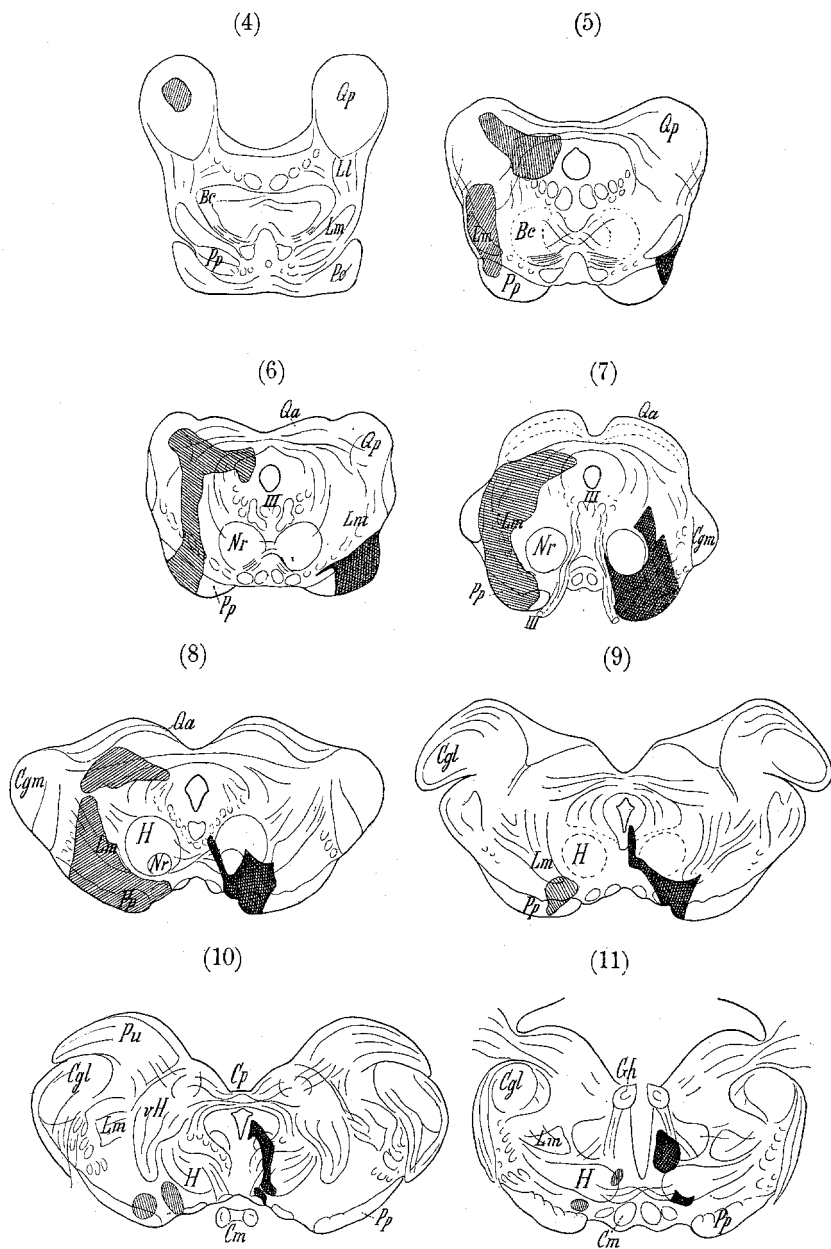 (4)
Qp
Ll
Bc
Lm
Pp
Po
(5)
Qp
Lm
Bc
Pp
(6)
Qa
Qp
III
Nr
Lm
Pp
(7)
Qa
III
Lm
Nr
Cgm
Pp
III
(8)
Qa
Cgm
H
Lm
Nr
Pp
(9)
Cgl
H
Lm
Pp
(10)
Pu
Cgl
Cp
vH
Lm
H
Pp
Cm
(11)
Gh
Cgl
Lm
H
Pp
Cm